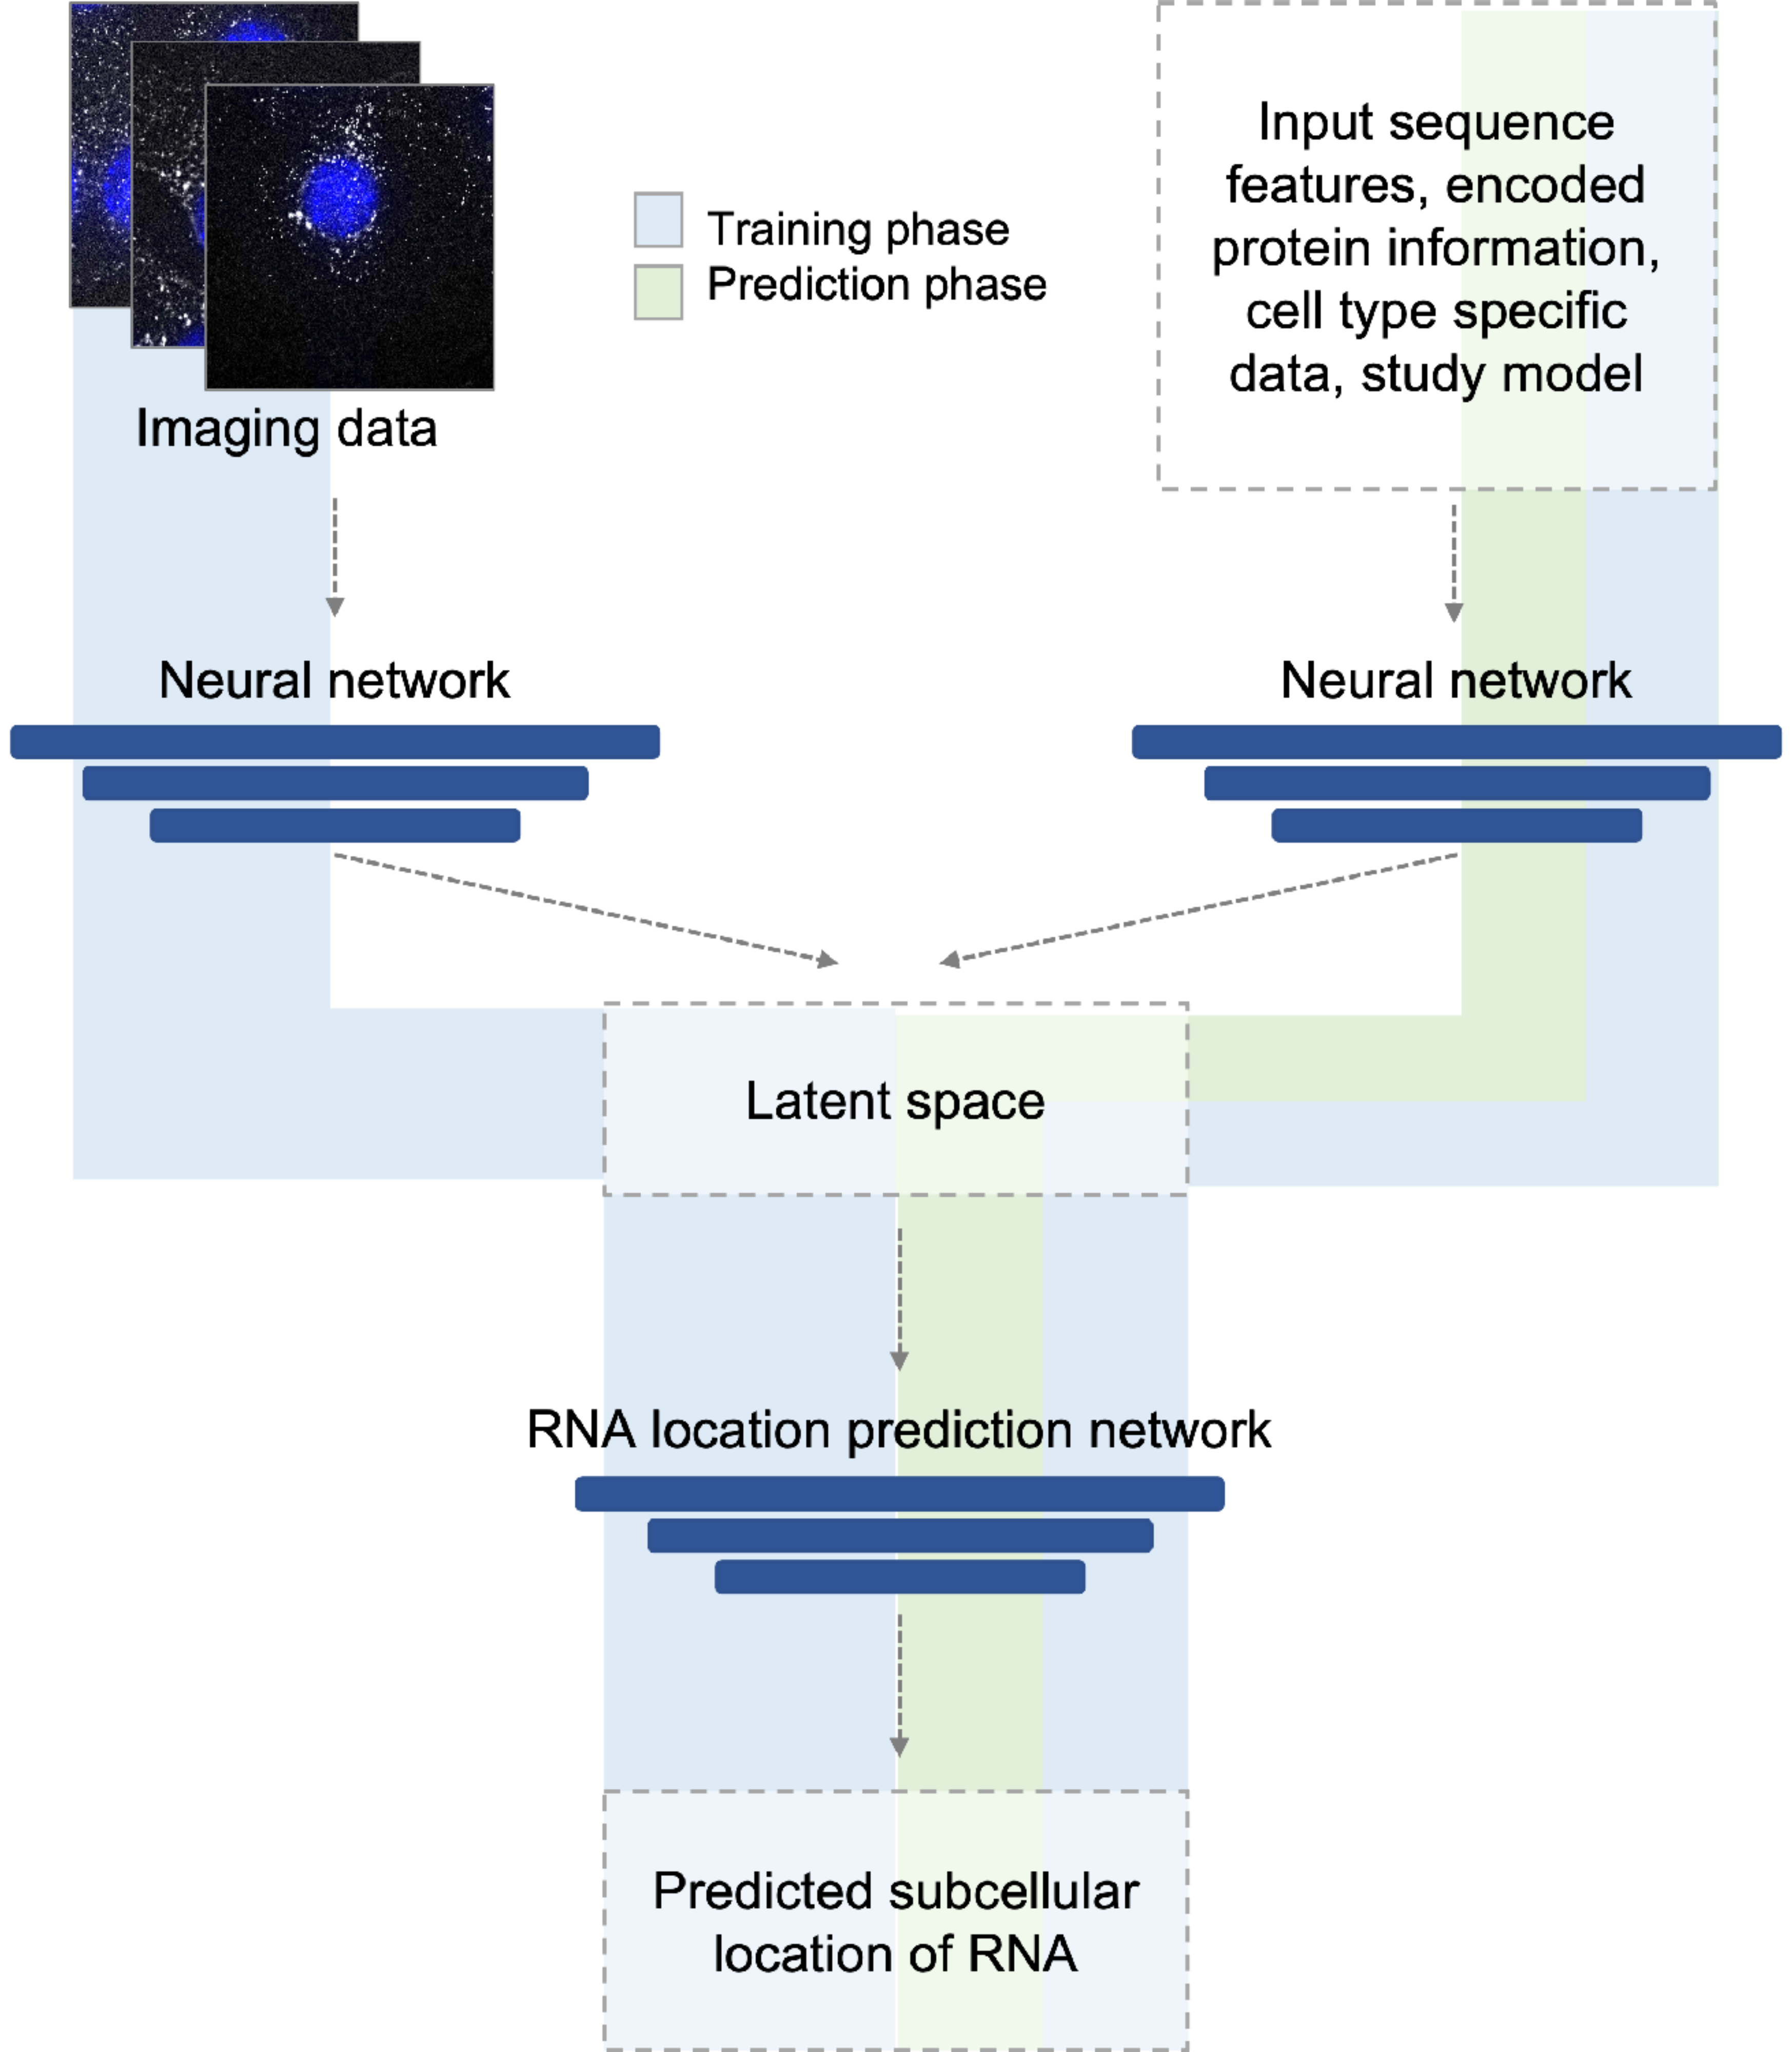 Input sequence
features, encoded
protein information,
cell type specific
data, study model
Training phase
Prediction phase
Imaging data
Neural network
Neural network
Latent space
RNA location prediction network
Predicted subcellular
location of RNA